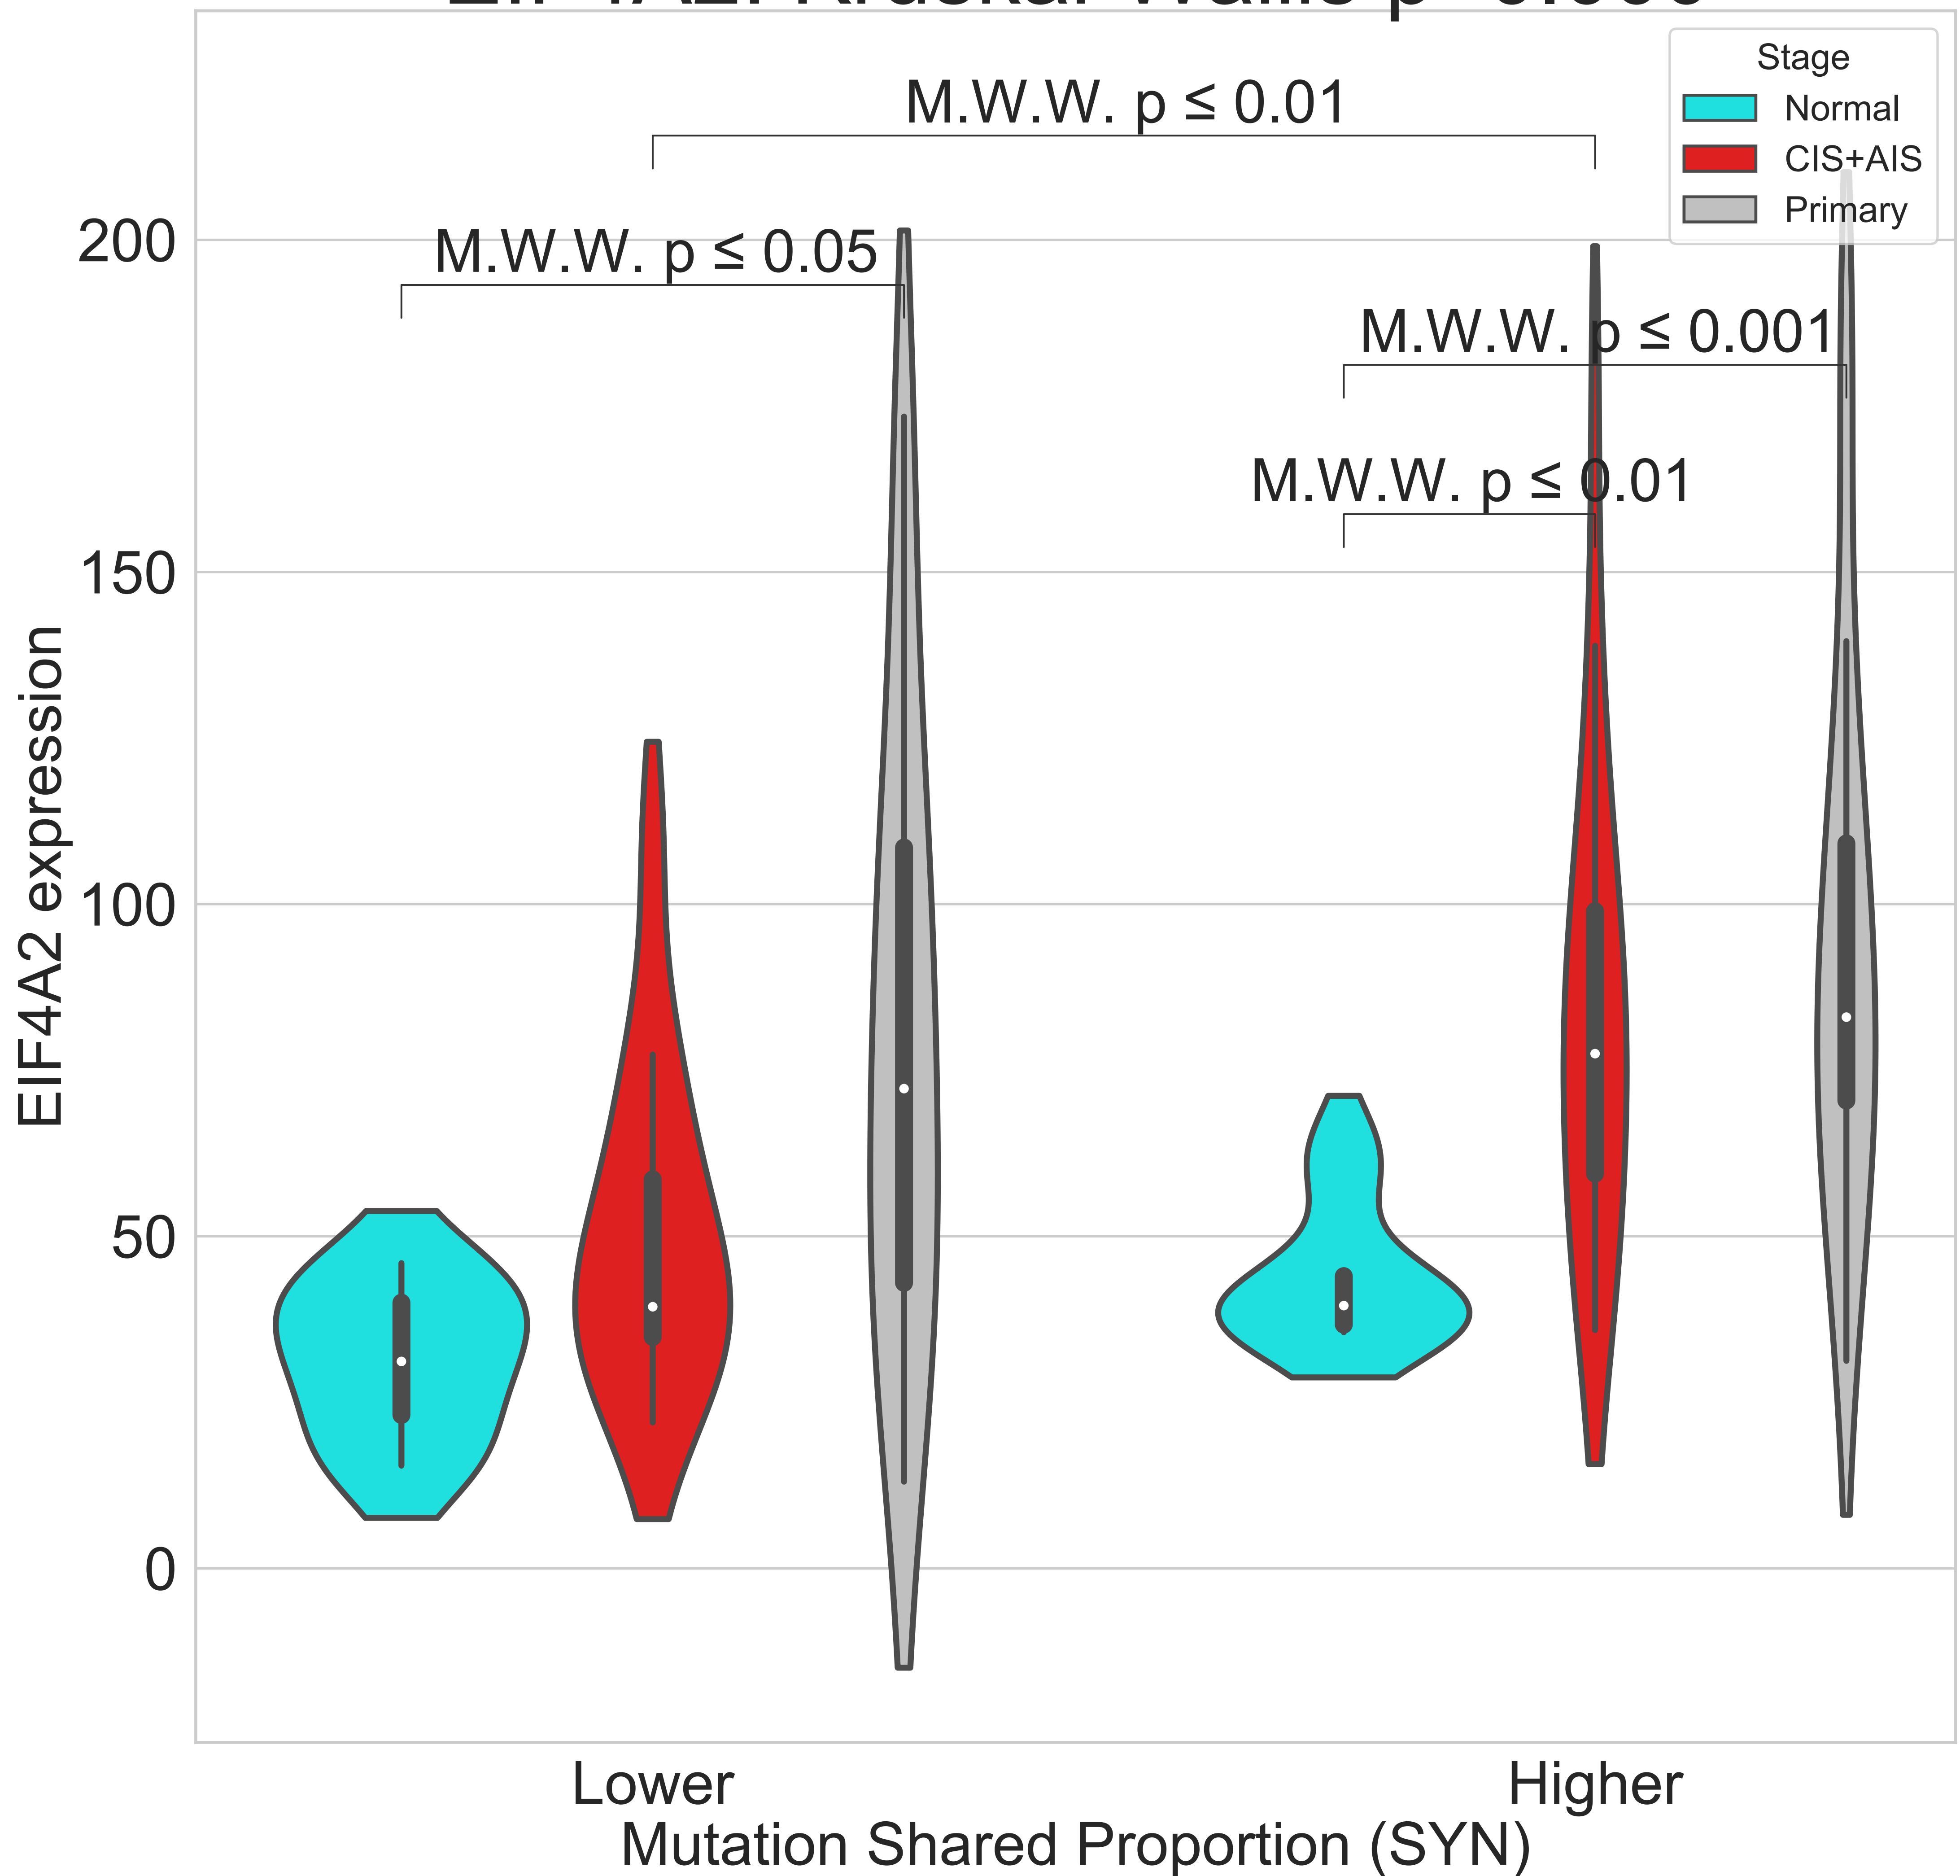 Stage
Normal
CIS+AIS
Primary
M.W.W. p ≤ 0.01
M.W.W. p ≤ 0.05
M.W.W. p ≤ 0.001
M.W.W. p ≤ 0.01
200
150
100
50
0
EIF4A2 expression
Lower
Higher
Mutation Shared Proportion (SYN)